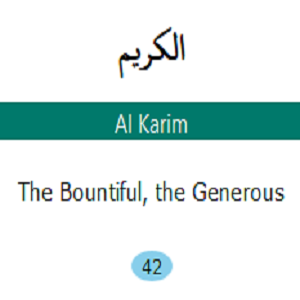 الكريم
Al Karim
The Bountiful, the Generous
42